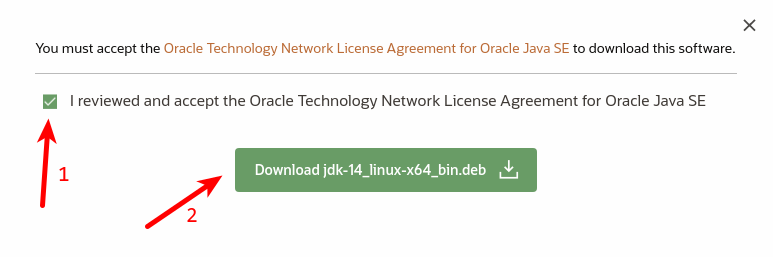 You must accept the Oracle Technology Network License Agreement for Oracle Java SE to download this software.
I reviewed and accept the Oracle Technology Network License Agreement for Oracle Java SE
1
Download jdk-14_linux-x64_bin.deb
2